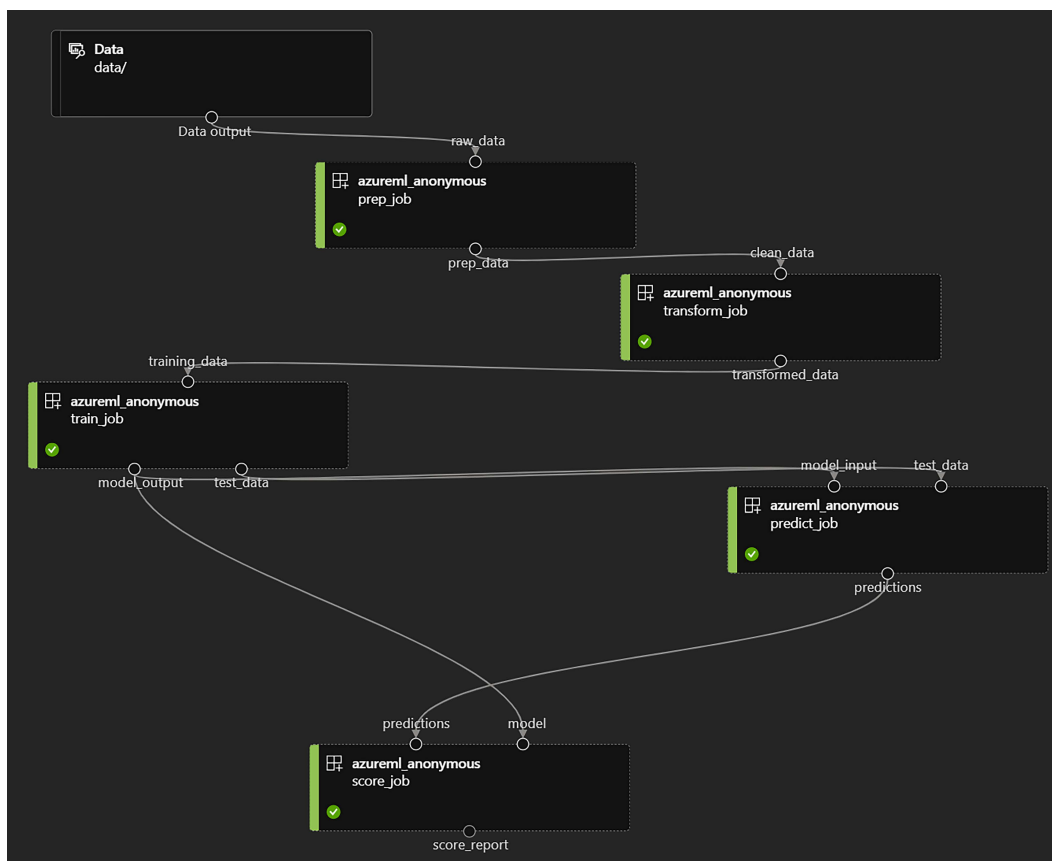 Data
data/
Data output
raw_data
azureml_anonymous
prep_job
prep_data
clean_data
azureml_anonymous
transform_job
transformed_data
training_data
azureml_anonymous
train_job
model_output
test_data
model_input
test_data
azureml_anonymous
predict_job
predictions
predictions
model
azureml_anonymous
score_job
score_report